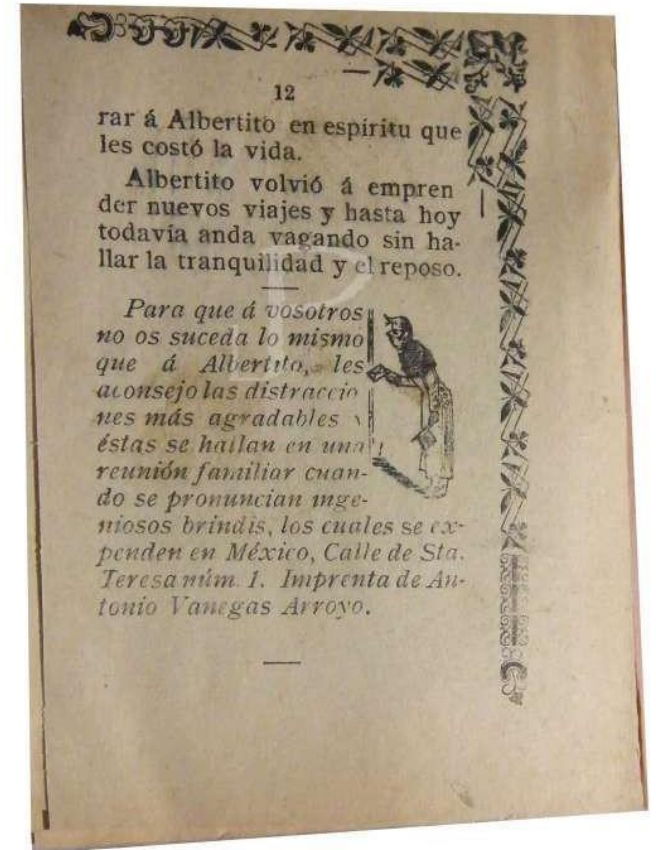 12
rar á Albertito en espíritu que
les costó la vida.
Albertito volvió á empren
der nuevos viajes y hasta hoy
todavía anda vagando sin ha-
llar la tranquilidad y el reposo.
Para que á vosotros
no os suceda lo mismo
que á Albertito, les
aconsejo las distraccio
nes más agradables y
éstas se hallan en una
reunión familiar cuan-
do se pronuncian inge-
niosos brindis, los cuales se ex-
penden en México, Calle de Sta.
Teresa núm. 1. Imprenta de An-
tonio Vanegas Arroyo.